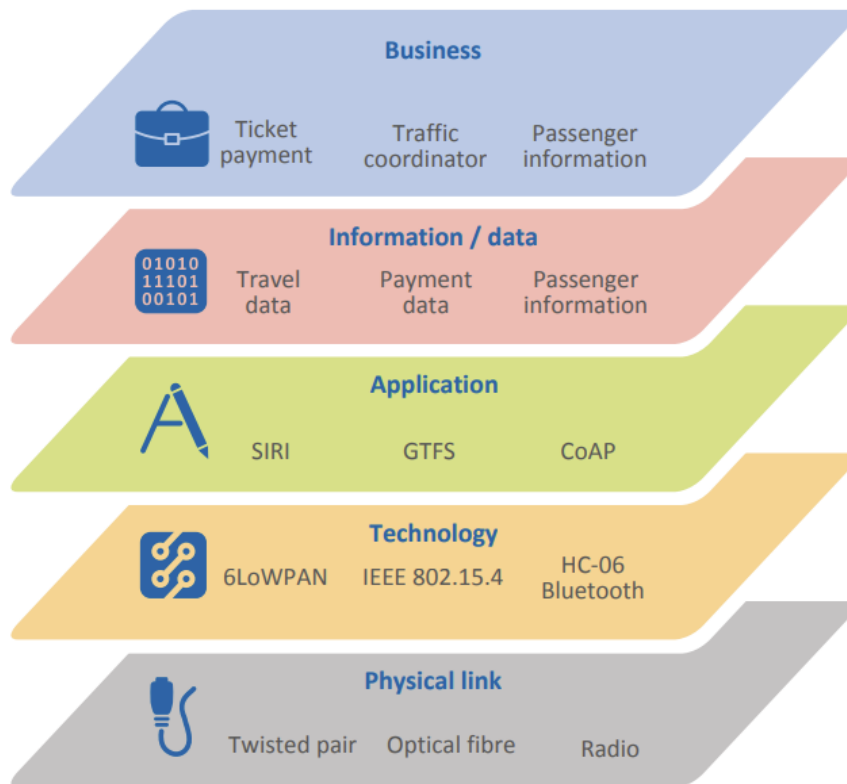 Business
Ticket
payment
Traffic
coordinator
Passenger
information
Information / data
01010
11101
00101
Travel
data
Payment
data
Passenger
information
Application
SIRI
GTFS
CoAP
Technology
6LoWPAN
IEEE 802.15.4
HC-06
Bluetooth
Physical link
Twisted pair
Optical fibre
Radio